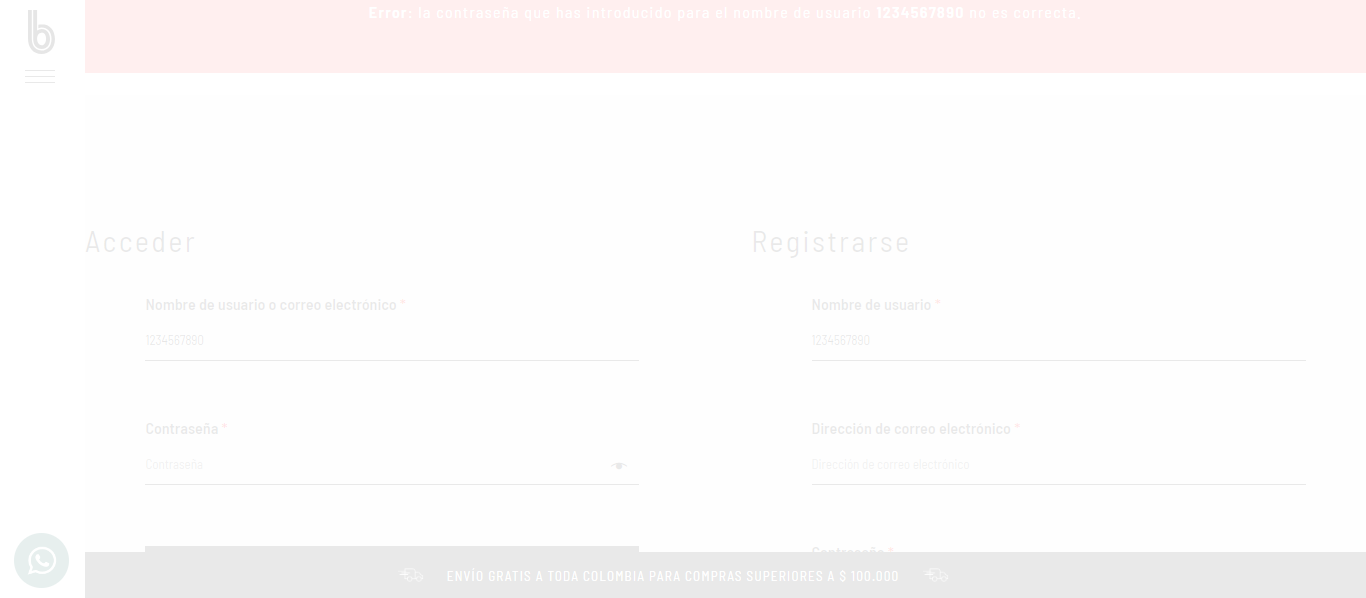 b
Error: la contraseña que has introducido para el nombre de usuario 1234567890 no es correcta.
Acceder
Nombre de usuario o correo electrónico *
1234567890
Contraseña *
Contraseña
Registrarse
Nombre de usuario *
1234567890
Dirección de correo electrónico *
Dirección de correo electrónico
Contraseña *
ENVÍO GRATIS A TODA COLOMBIA PARA COMPRAS SUPERIORES A $ 100.000